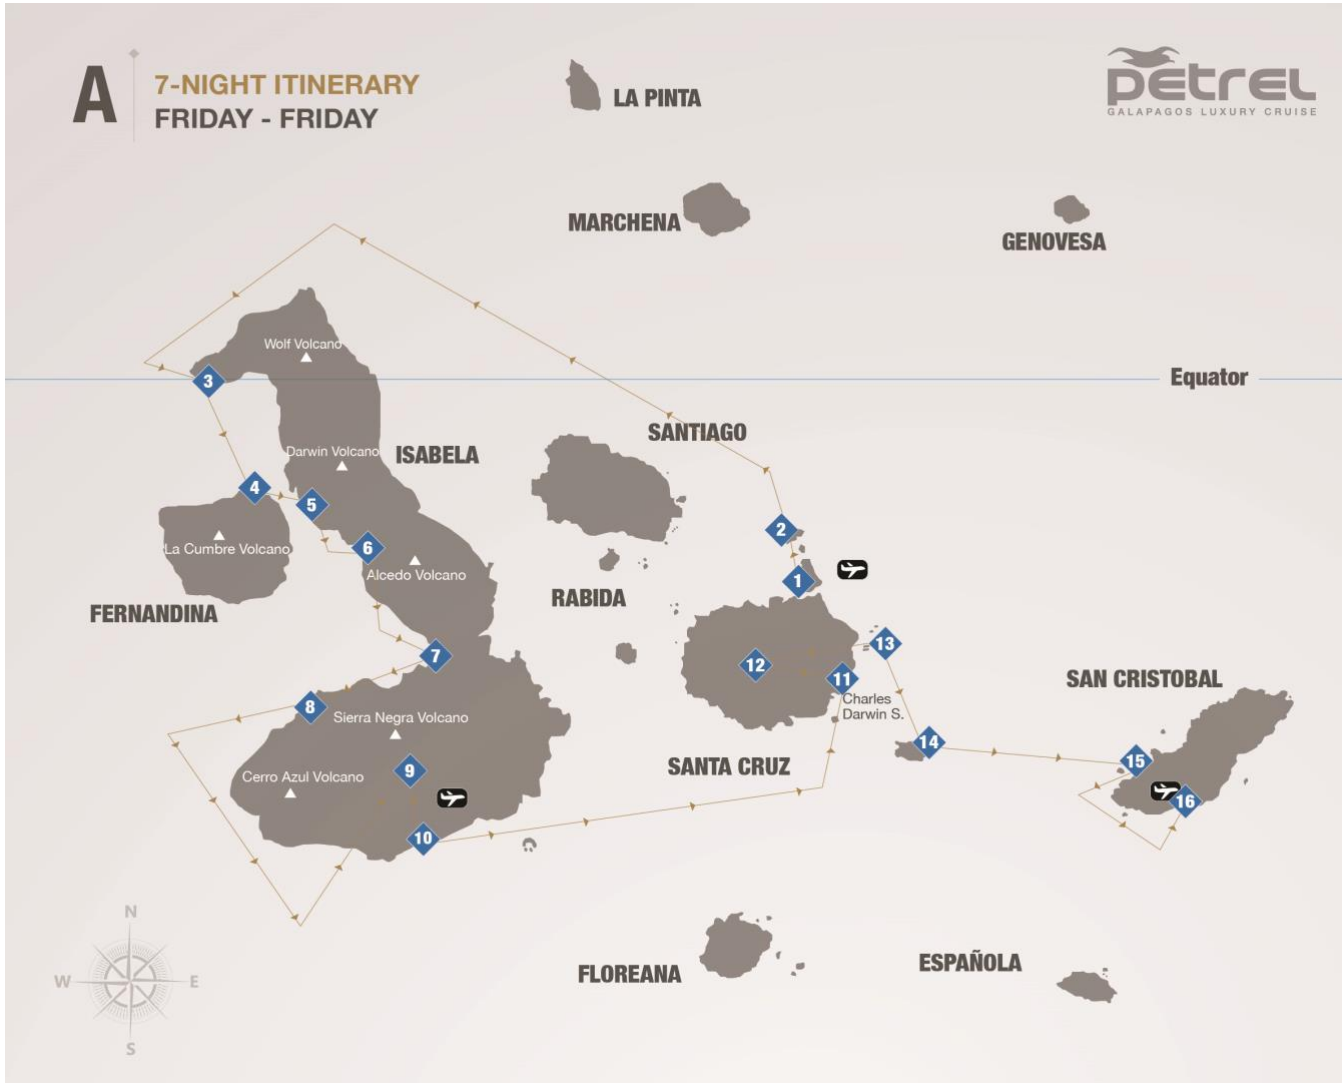 A
7-NIGHT ITINERARY
FRIDAY - FRIDAY
petrel
GALAPAGOS LUXURY CRUISE
LA PINTA
MARCHENA
GENOVESA
Wolf Volcano
3
Equator
SANTIAGO
Darwin Volcano
ISABELA
4
5
2
6
La Cumbre Volcano
Alcedo Volcano
1
RABIDA
FERNANDINA
7
12
13
11
Charles
Darwin S.
SAN CRISTOBAL
8
Sierra Negra Volcano
14
9
SANTA CRUZ
15
Cerro Azul Volcano
16
10
N
W
E
S
FLOREANA
ESPAÑOLA